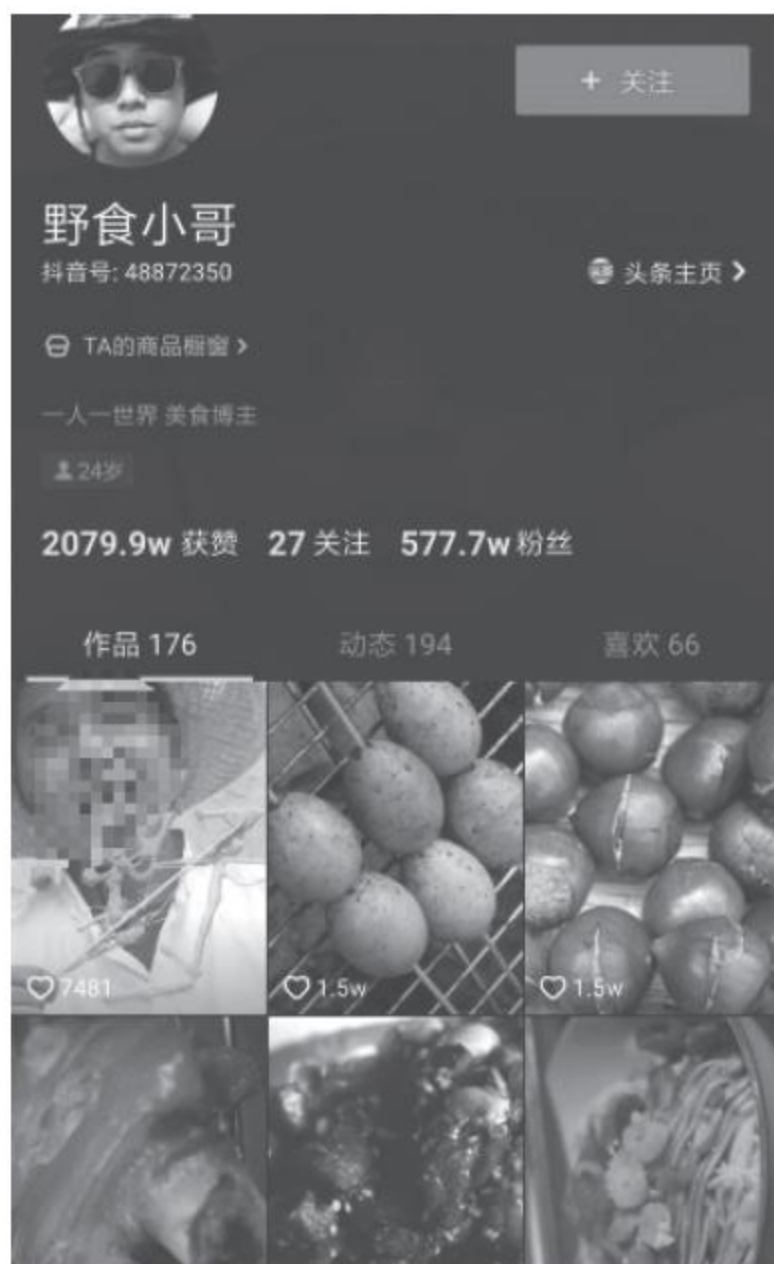 + 关注
野食小哥
抖音号: 48872350
头条主页 >
TA的商品橱窗 >
一人一世界 美食博主
24岁
2079.9w 获赞 27 关注 577.7w 粉丝
作品 176 动态 194 喜欢 66
7481 1.5w 1.5w